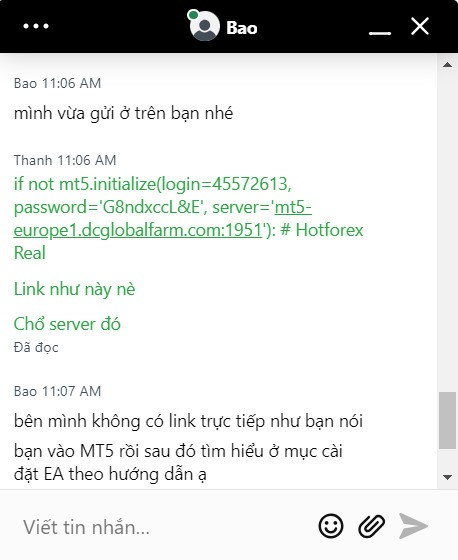 Bao
Bao 11:06 AM
mình vừa gửi ở trên bạn nhé
Thanh 11:06 AM
if not mt5.initialize(login=45572613,
password='G8ndxccL&E', server='mt5-
europe1.dcglobalfarm.com:1951'): # Hotforex
Real
Link như này nè
Chổ server đó
Đã đọc
Bao 11:07 AM
bên mình không có link trực tiếp như bạn nói
bạn vào MT5 rồi sau đó tìm hiểu ở mục cài
đặt EA theo hướng dẫn ạ
Viết tin nhắn...